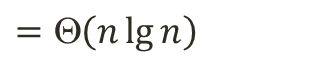 = Θ(n lg n)